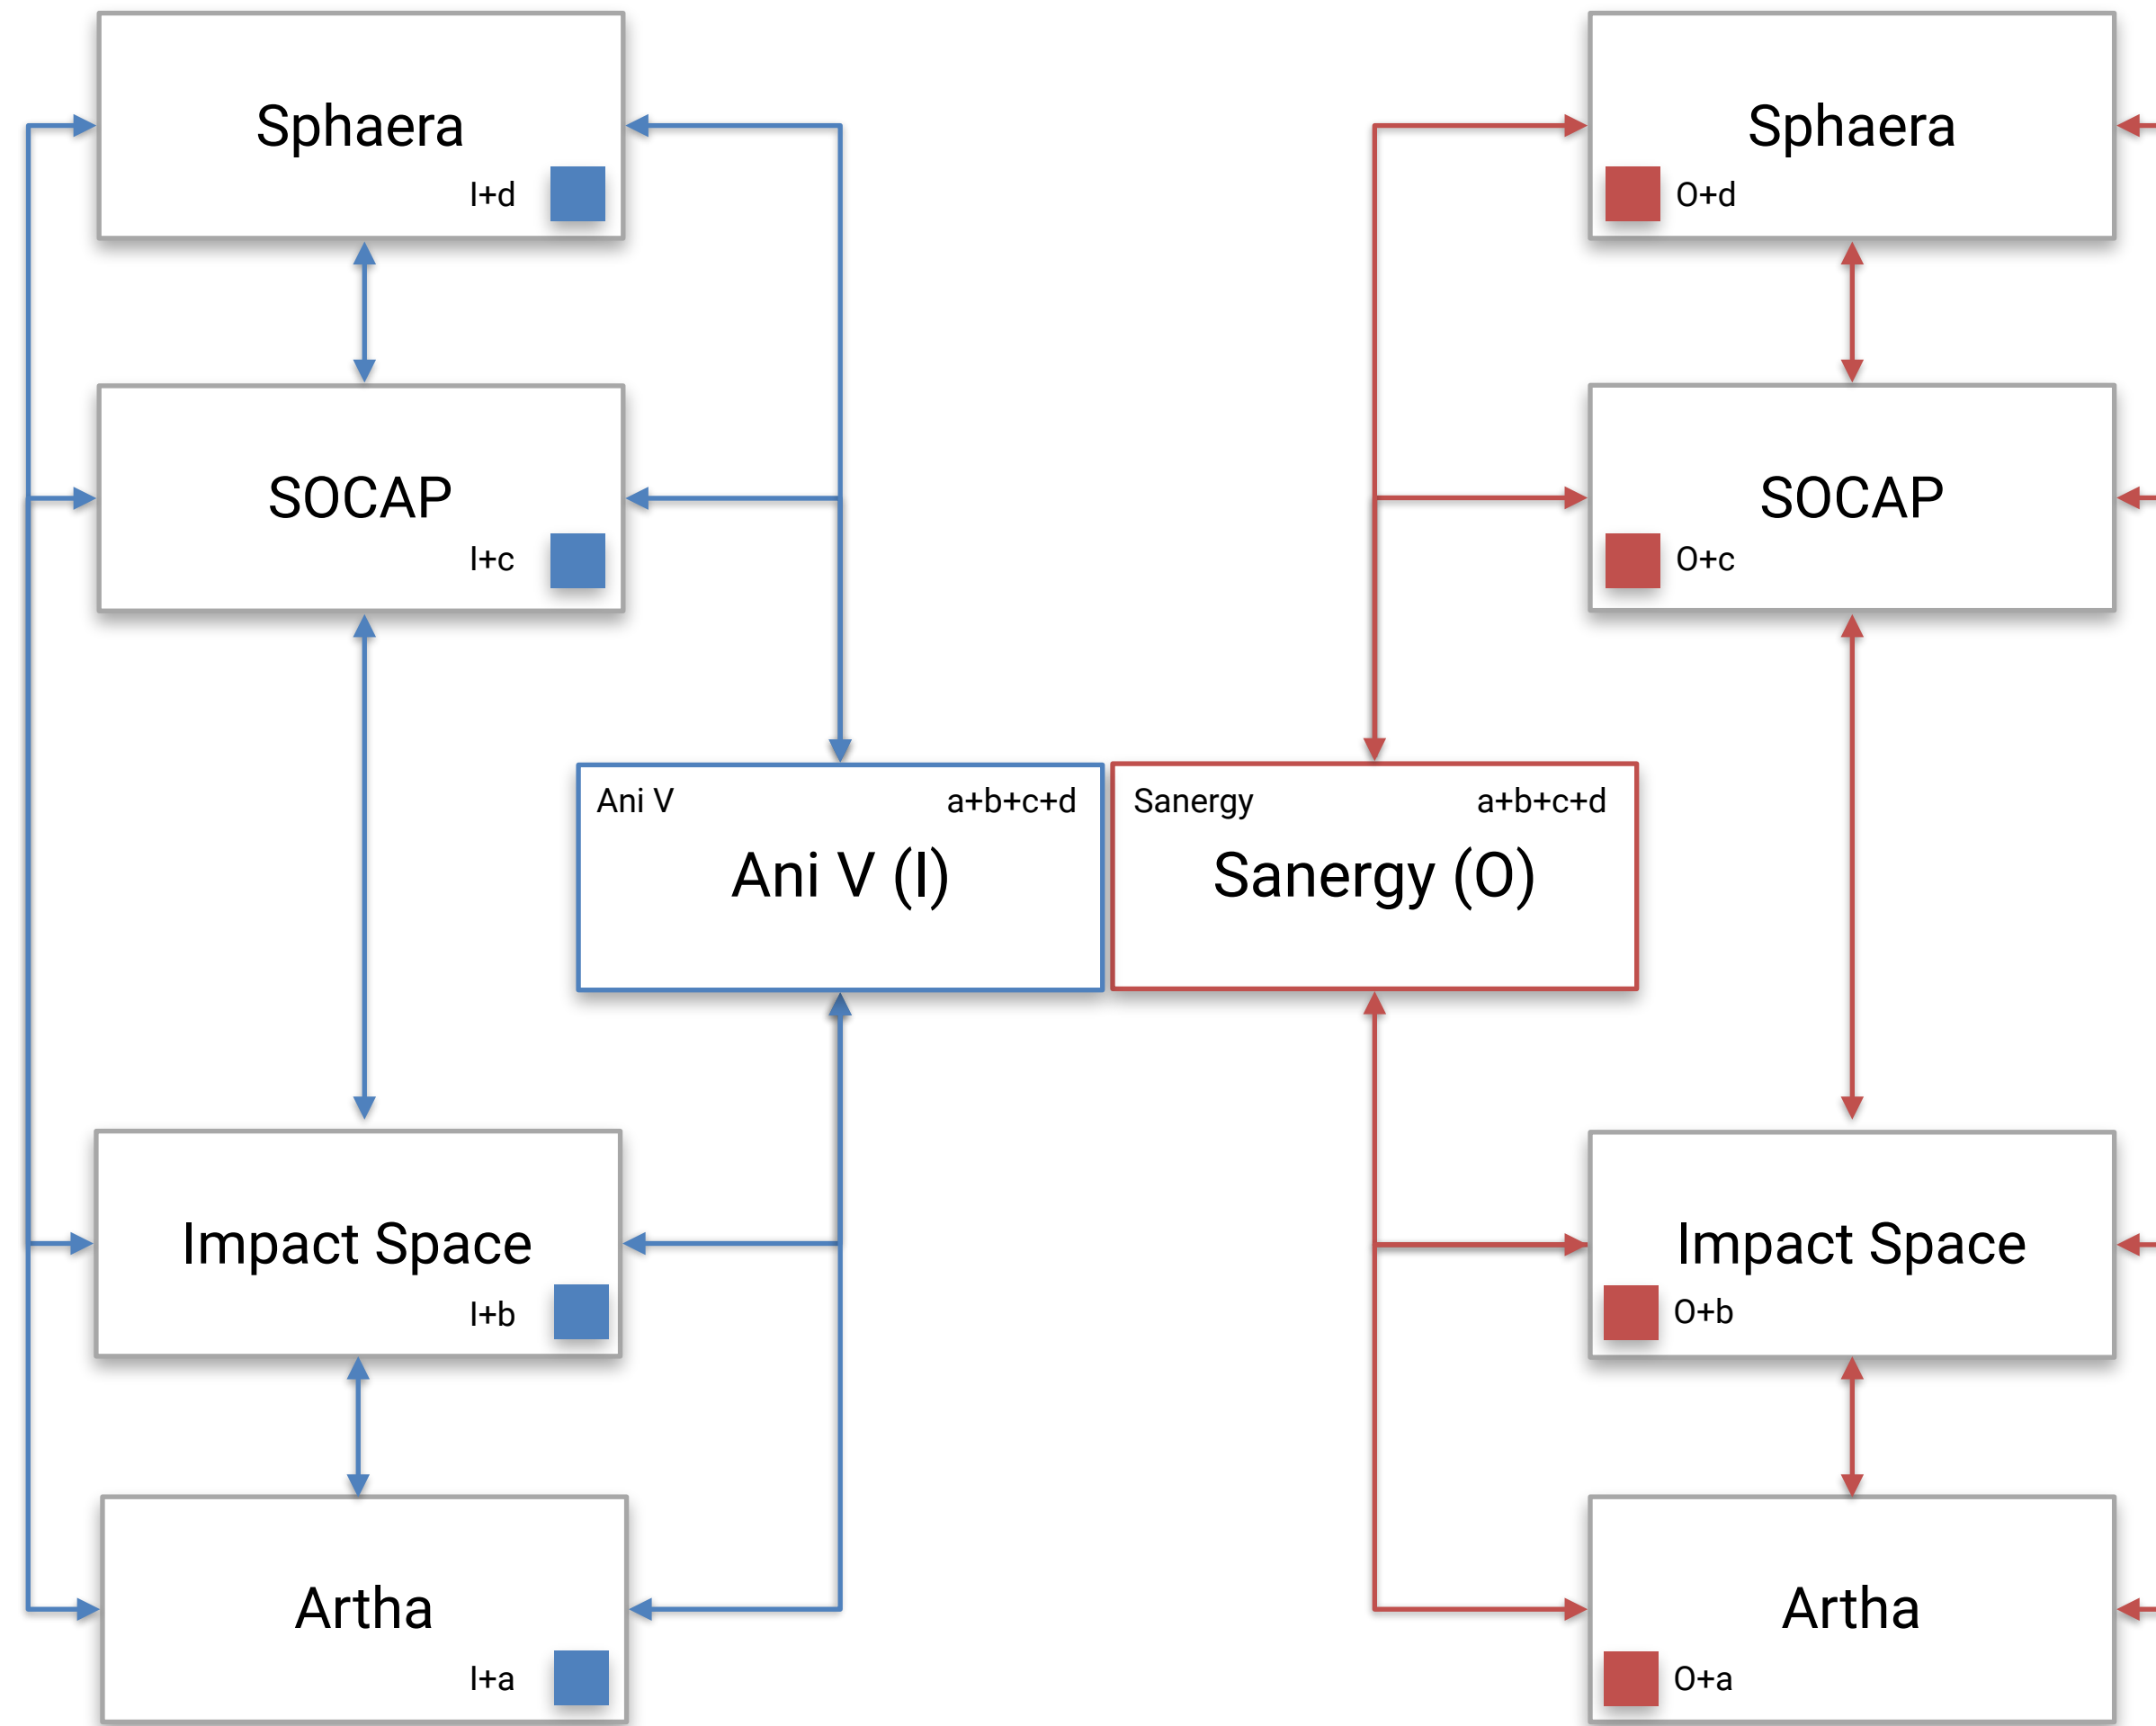 Sphaera
I+d
SOCAP
I+c
Ani V
a+b+c+d
Ani V (I)
Impact Space
I+b
Artha
I+a
Sphaera
O+d
SOCAP
O+c
Sanergy
a+b+c+d
Sanergy (O)
Impact Space
O+b
Artha
O+a